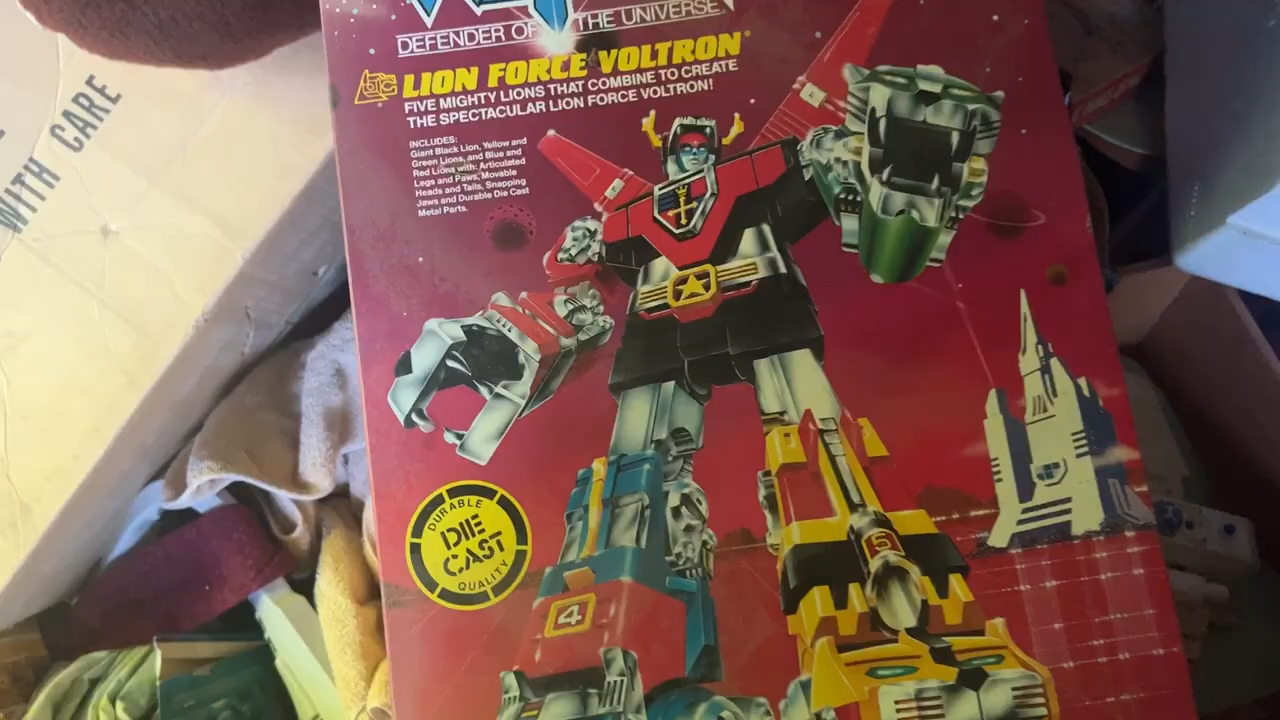 DEFENDER OF THE UNIVERSE
LBC
LION FORCE VOLTRON
FIVE MIGHTY LIONS THAT COMBINE TO CREATE
THE SPECTACULAR LION FORCE VOLTRON!
INCLUDES:
Giant Black Lion, Yellow and
Green Lions, and Blue and
Red Lions with: Articulated
Legs and Paws, Movable
Heads and Tails, Snapping
Jaws and Durable Die Cast
Metal Parts.
WITH CARE
DURABLE
DIE
CAST
QUALITY
5
4